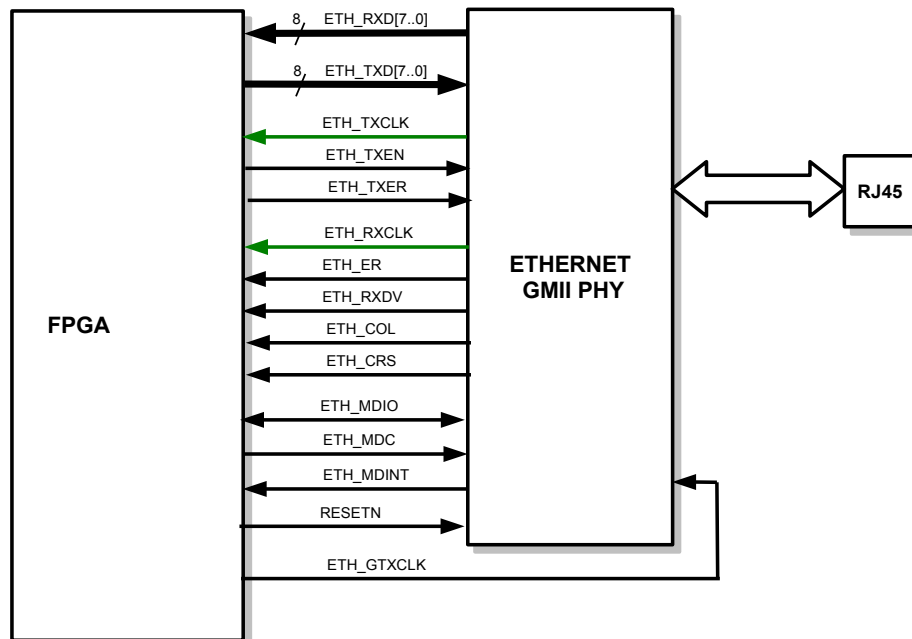 8 ETH_RXD[7..0]
8 ETH_TXD[7..0]
ETH_TXCLK
ETH_TXEN
ETH_TXER
ETH_RXCLK
ETH_ER
ETH_RXDV
ETH_COL
ETH_CRS
ETH_MDIO
ETH_MDC
ETH_MDINT
RESETN
ETH_GTXCLK
FPGA
ETHERNET
GMII PHY
RJ45